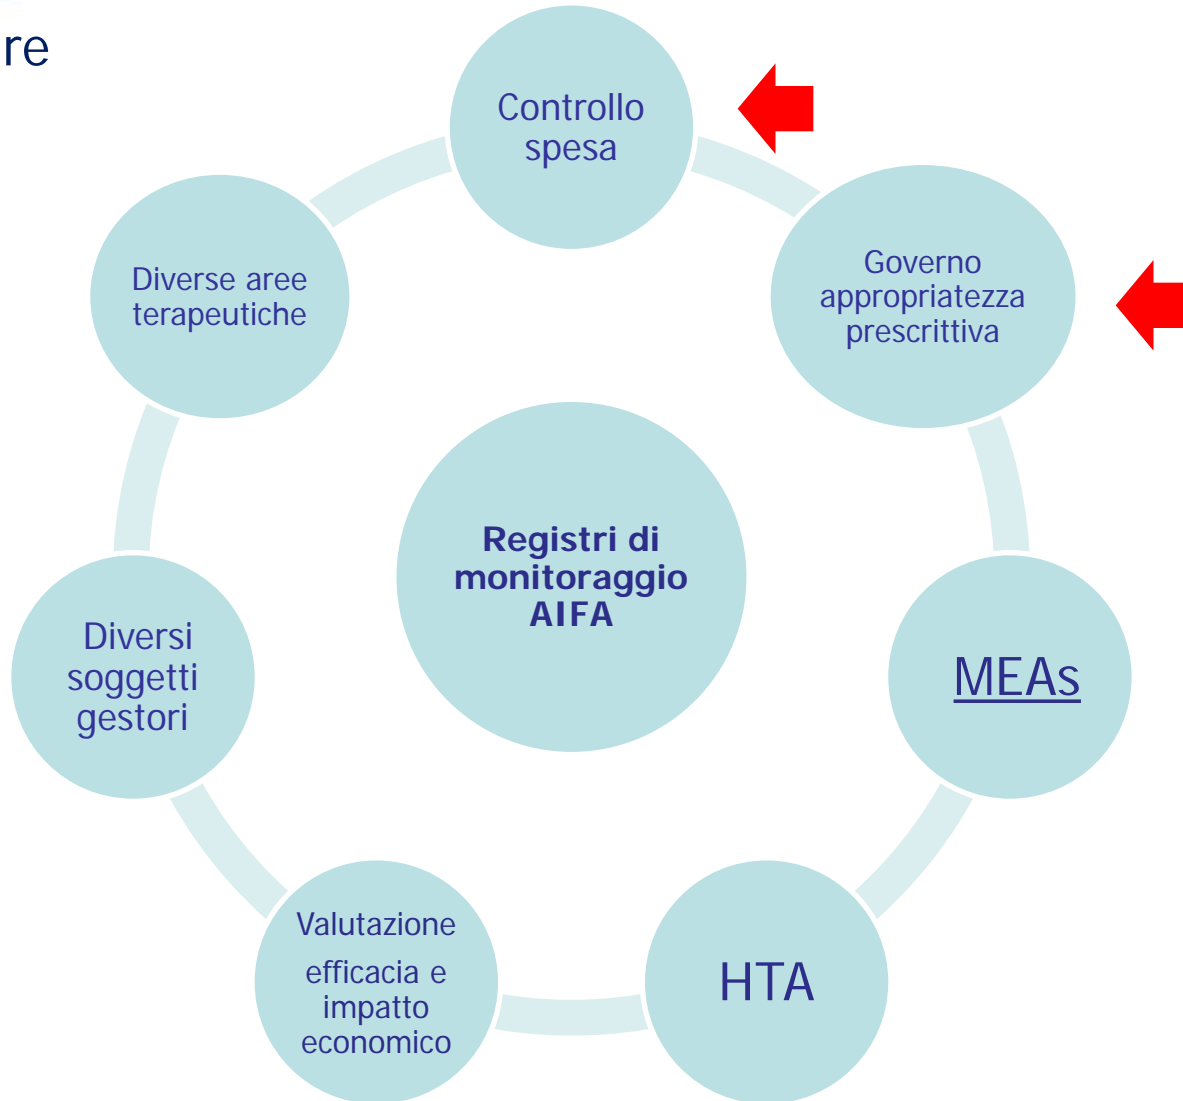 re
Controllo
spesa
Governo
appropriatezza
prescrittiva
MEAs
HTA
Valutazione
efficacia e
impatto
economico
Diversi
soggetti
gestori
Diverse aree
terapeutiche
Registri di
monitoraggio
AIFA